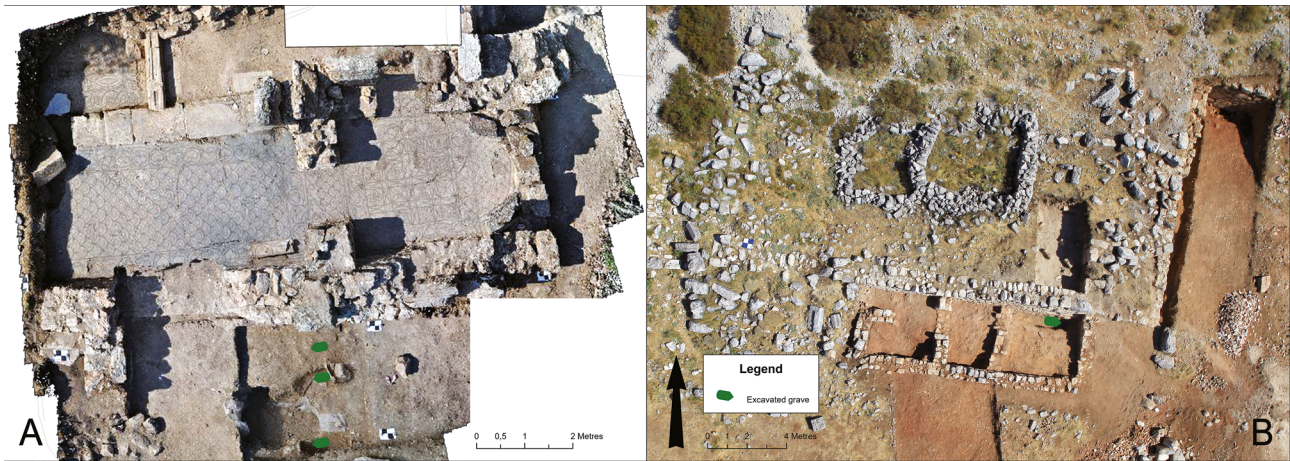 A
0 0,5 1 2 Metres
Legend
Excavated grave
0 1 2 4 Metres
B